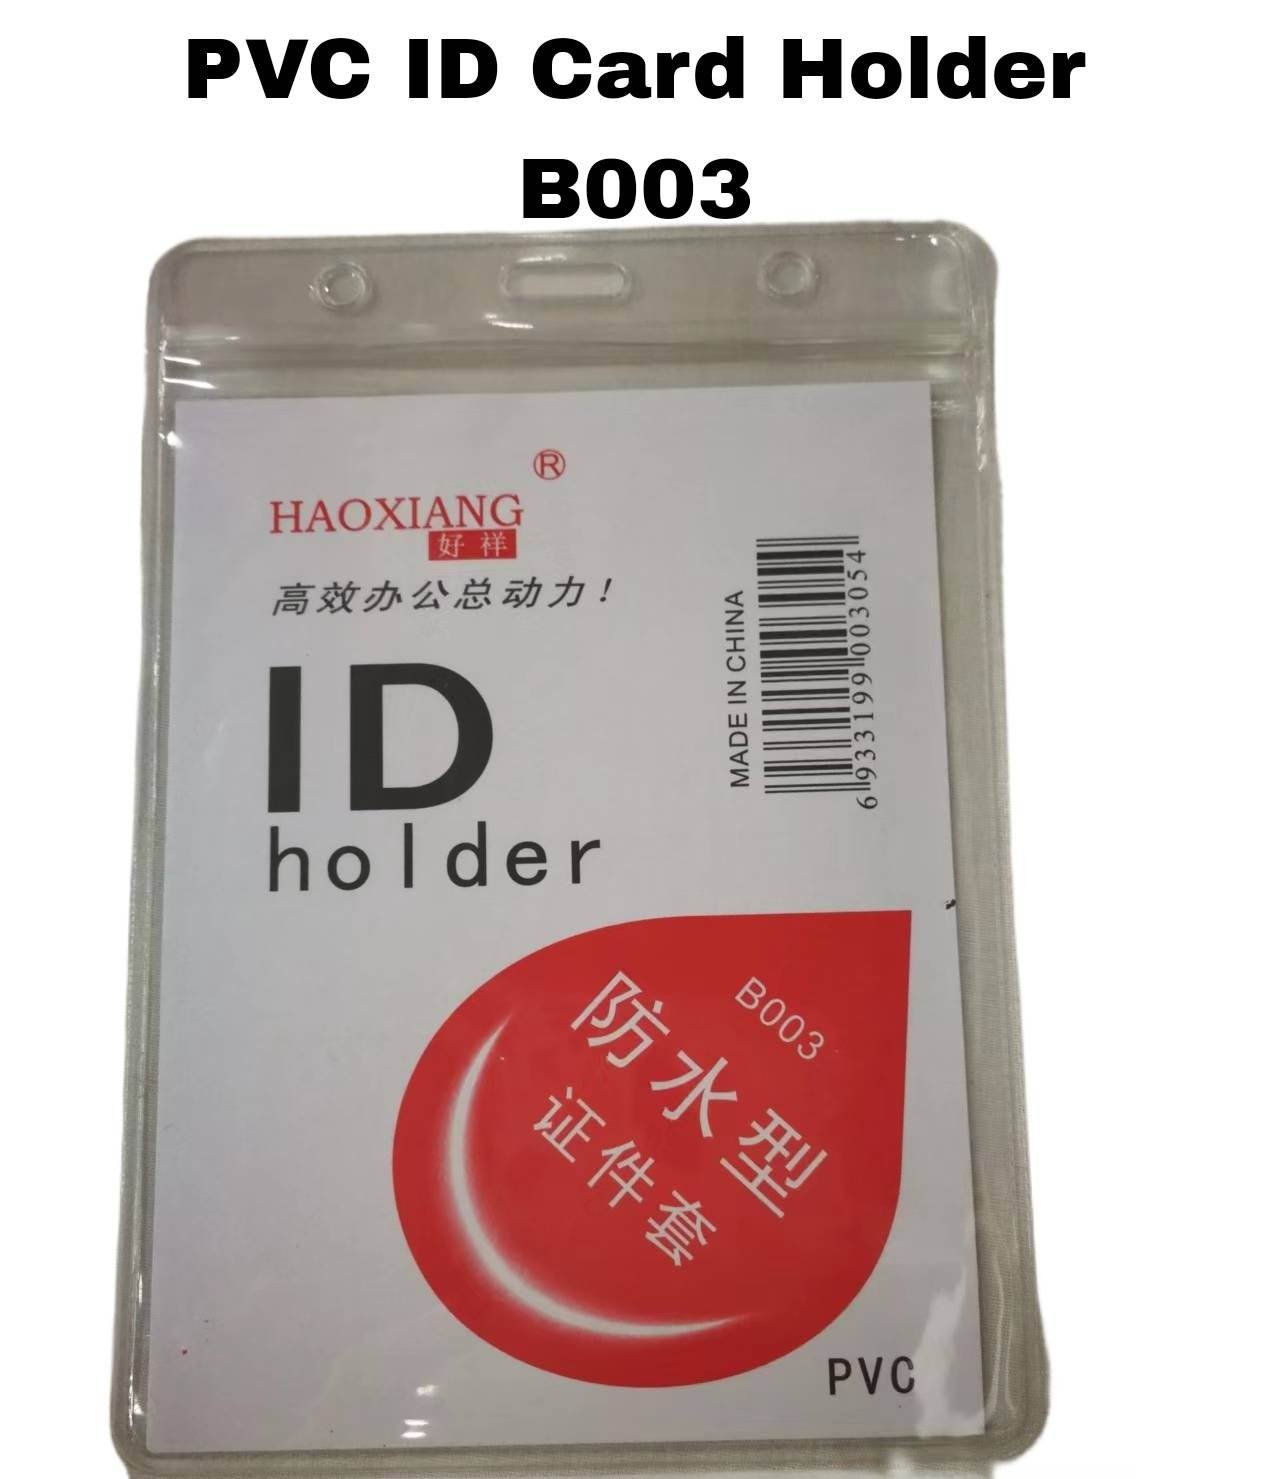 PVC ID Card Holder
B003
®
HAOXIANG
好祥
高效办公总动力！
MADE IN CHINA
6933199003054
ID
holder
B003
防水型
证件套
PVC